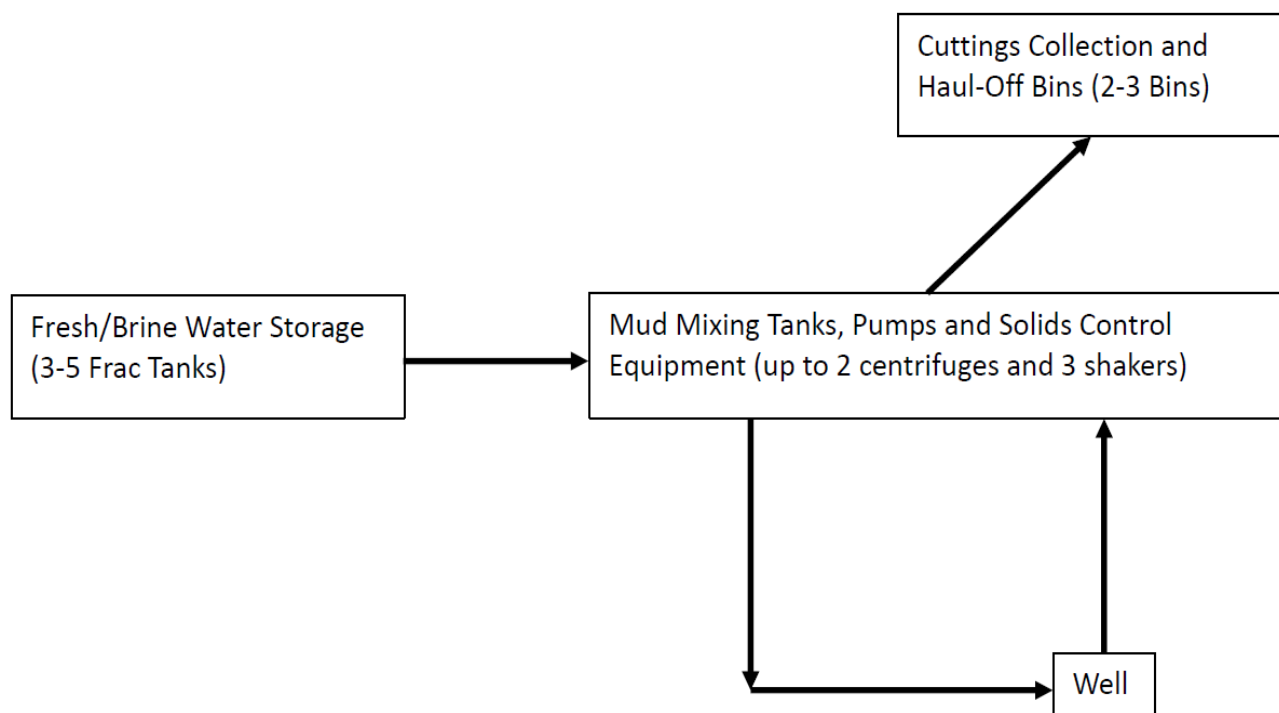 Cuttings Collection and
Haul-Off Bins (2-3 Bins)
Fresh/Brine Water Storage
(3-5 Frac Tanks)
Mud Mixing Tanks, Pumps and Solids Control
Equipment (up to 2 centrifuges and 3 shakers)
Well